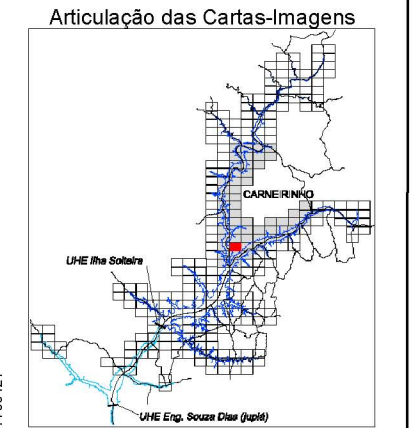 Articulação das Cartas-Imagens
CARNEIRINHO
UHE Ilha Solteira
UHE Eng. Souza Dias (jupiá)